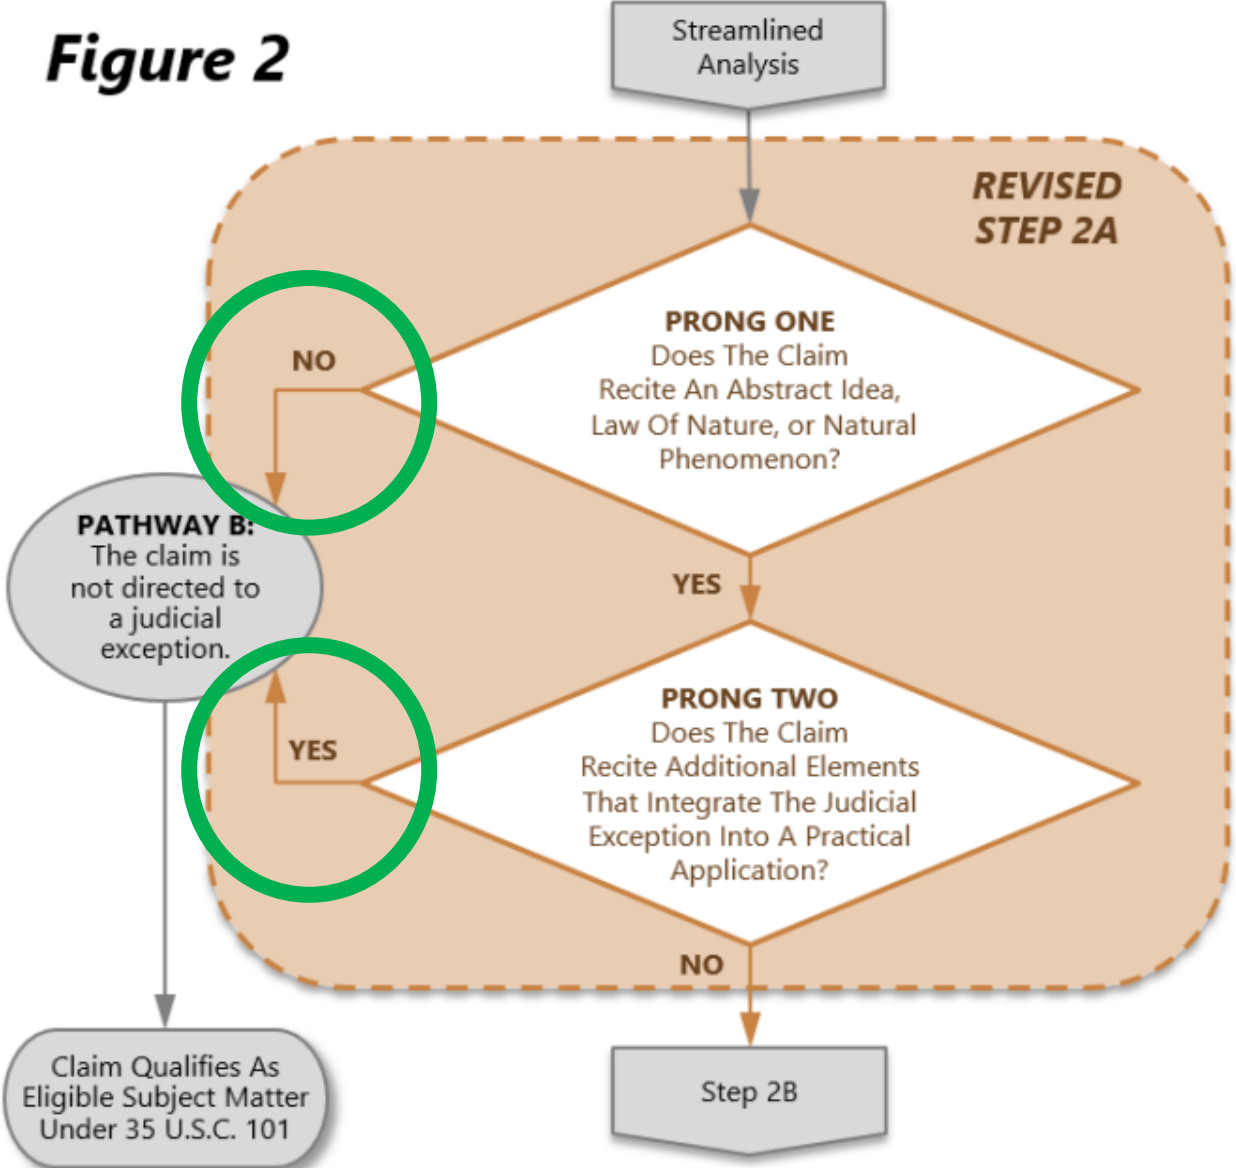 Figure 2
Streamlined
Analysis
REVISED
STEP 2A
PRONG ONE
Does The Claim
Recite An Abstract Idea,
Law Of Nature, or Natural
Phenomenon?
NO
PATHWAY B:
The claim is
not directed to
a judicial
exception.
YES
PRONG TWO
Does The Claim
Recite Additional Elements
That Integrate The Judicial
Exception Into A Practical
Application?
YES
NO
Claim Qualifies As
Eligible Subject Matter
Under 35 U.S.C. 101
Step 2B